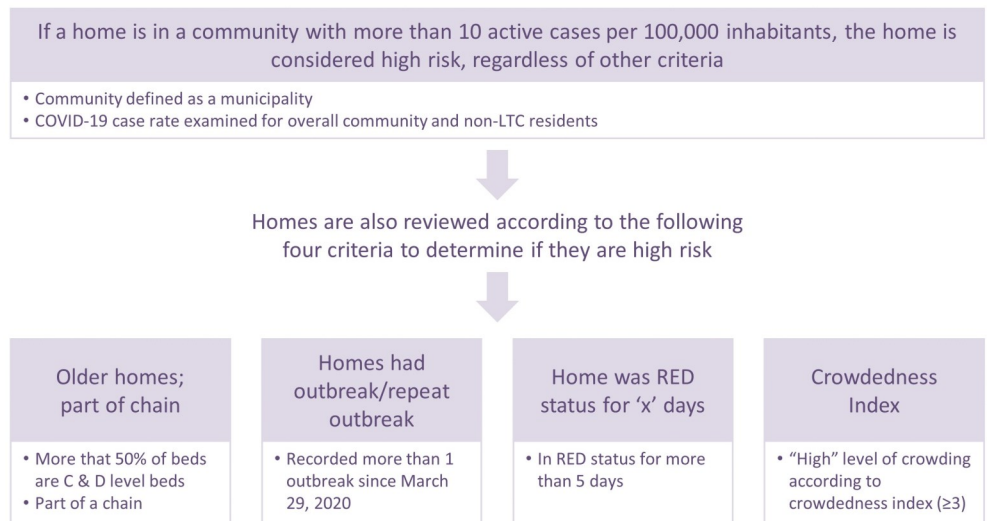 If a home is in a community with more than 10 active cases per 100,000 inhabitants, the home is
considered high risk, regardless of other criteria
• Community defined as a municipality
• COVID-19 case rate examined for overall community and non-LTC residents
Homes are also reviewed according to the following
four criteria to determine if they are high risk
Older homes;
part of chain
• More that 50% of beds
are C & D level beds
• Part of a chain
Homes had
outbreak/repeat
outbreak
• Recorded more than 1
outbreak since March
29, 2020
Home was RED
status for ‘x’ days
• In RED status for more
than 5 days
Crowdedness
Index
• “High” level of crowding
according to
crowdedness index (≥3)